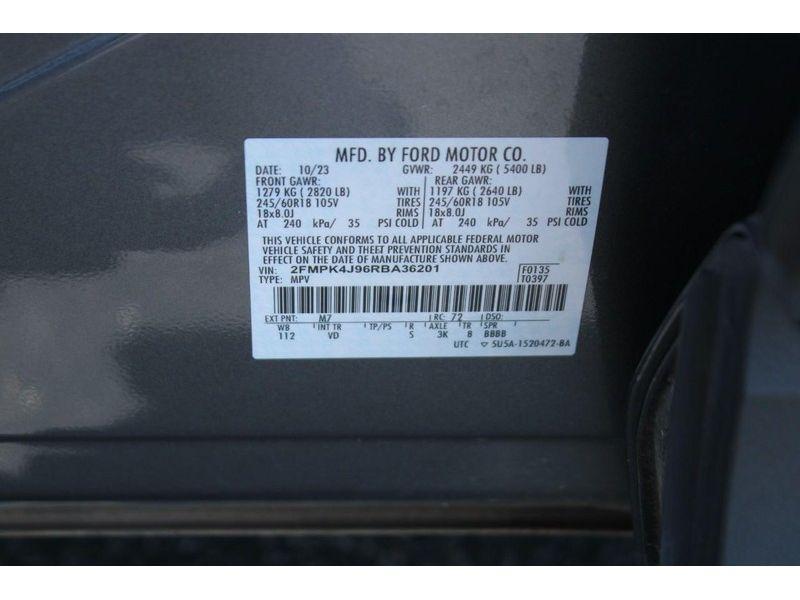 MFD. BY FORD MOTOR CO.
DATE: 10/23 GVWR: 2449 KG ( 5400 LB)
FRONT GAWR: REAR GAWR:
1279 KG ( 2820 LB) WITH 1197 KG ( 2640 LB) WITH
245/60R18 105V TIRES 245/60R18 105V TIRES
18x8.0J RIMS 18x8.0J RIMS
AT 240 kPa/ 35 PSI COLD AT 240 kPa/ 35 PSI COLD
THIS VEHICLE CONFORMS TO ALL APPLICABLE FEDERAL MOTOR
VEHICLE SAFETY AND THEFT PREVENTION STANDARDS IN
EFFECT ON THE DATE OF MANUFACTURE SHOWN ABOVE.
VIN: 2FMPK4J96RBA36201 F0135
TYPE: MPV T0397
EXT PNT: M7 RC: 72 DSO:
WB INT TR TP/PS R AXLE TR SPR
112 VD S 3K 8 BBBB
UTC ▽ 5U5A-1520472-BA